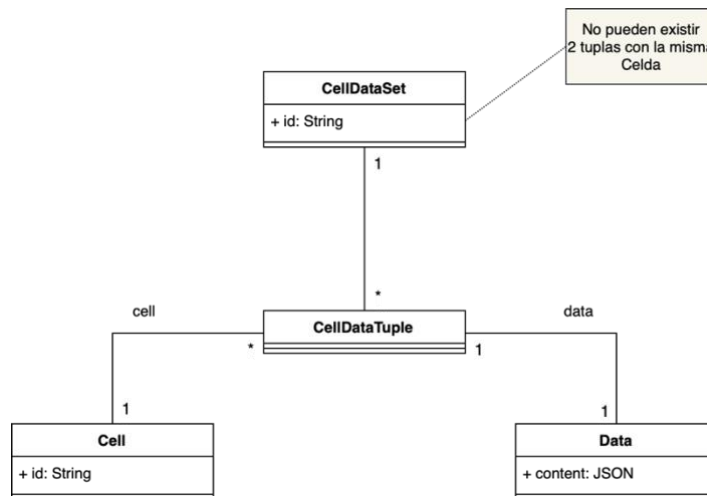 No pueden existir
2 tuplas con la misma
Celda
CellDataSet
+ id: String
1
*
cell
data
CellDataTuple
*
1
1
1
Cell
Data
+ id: String
+ content: JSON